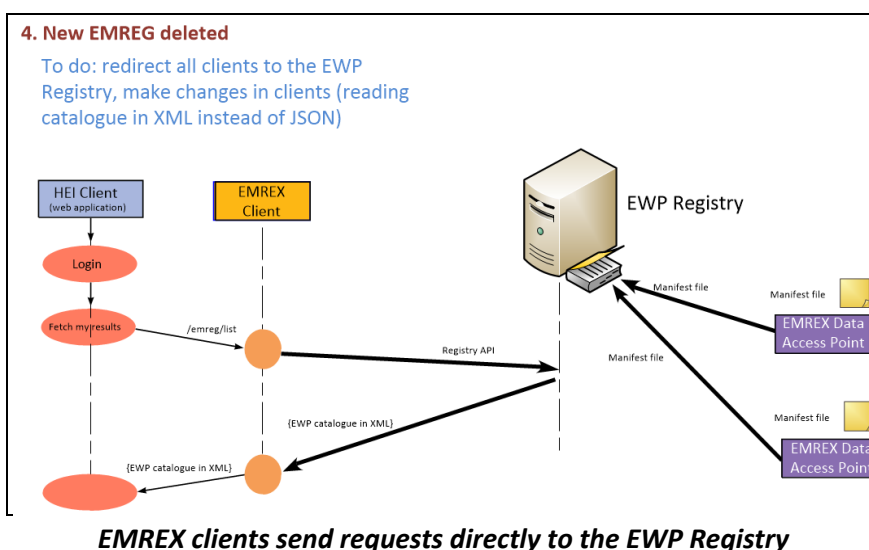 4. New EMREG deleted
To do: redirect all clients to the EWP
Registry, make changes in clients (reading
catalogue in XML instead of JSON)
HEI Client
(web application)
EMREX
Client
EWP Registry
Login
Manifest file
Manifest file
EMREX Data
Access Point
Fetch my results
/emreg/list
Registry API
Manifest file
{EWP catalogue in XML}
Manifest file
EMREX Data
Access Point
{EWP catalogue in XML}
EMREX clients send requests directly to the EWP Registry